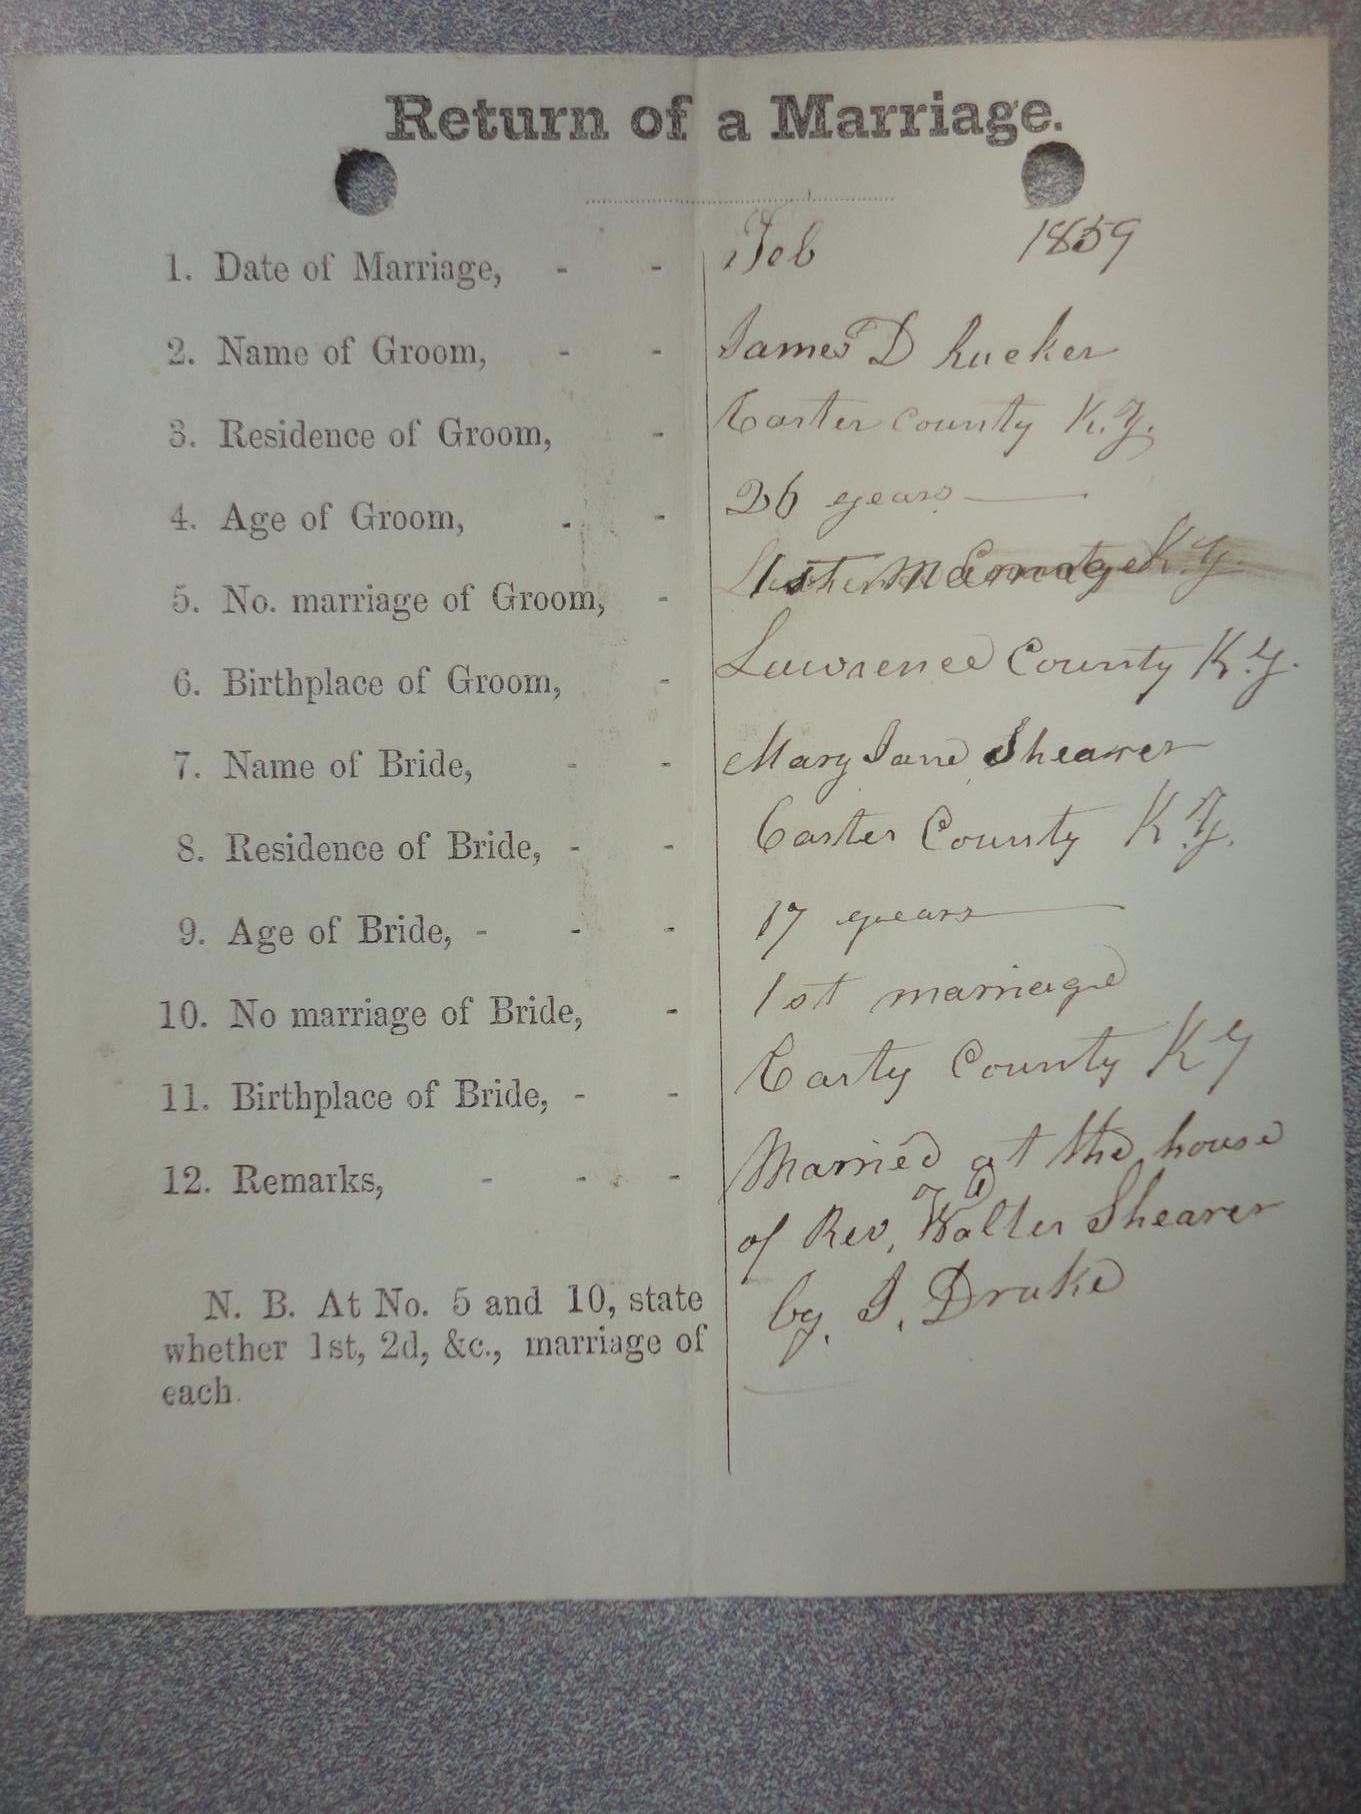 Return of a Marriage.
1. Date of Marriage, - - Feb 1859
2. Name of Groom, - - James D Rucker
3. Residence of Groom, - Carter County K.Y.
4. Age of Groom, - - 26 years
5. No. marriage of Groom, - 1st Marriage K.Y.
6. Birthplace of Groom, - Lawrence County K.Y.
7. Name of Bride, - - Mary Jane Shearer
8. Residence of Bride, - - Carter County K.Y.
9. Age of Bride, - - - 17 years
10. No marriage of Bride, - 1st marriage
11. Birthplace of Bride, - - Carty County KY
12. Remarks, - - - Married at the house
of Rev, Walter Shearer
by, J, Drake
N. B. At No. 5 and 10, state
whether 1st, 2d, &c., marriage of
each.